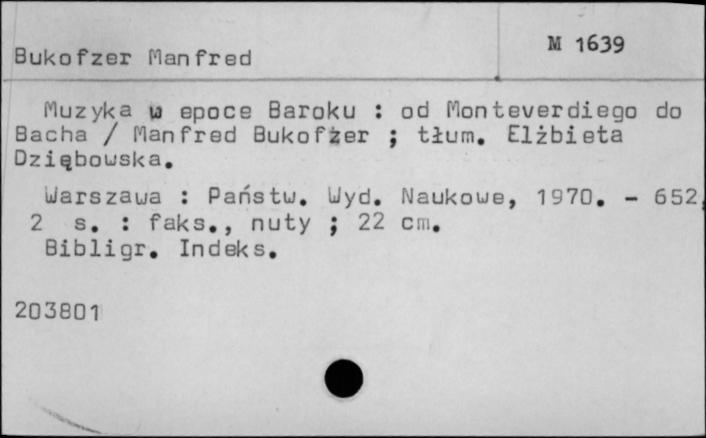 M 1639
Bukofzer Manfred
Muzyka w epoce Baroku : od Monteverdiego do
Bacha / Manfred Bukofzer ; tłum. Elżbieta
Dziębowska.
Warszawa : Państw. Wyd. Naukowe, 1970. - 652,
2 s. : faks., nuty ; 22 cm.
Bibligr. Indeks.
203801